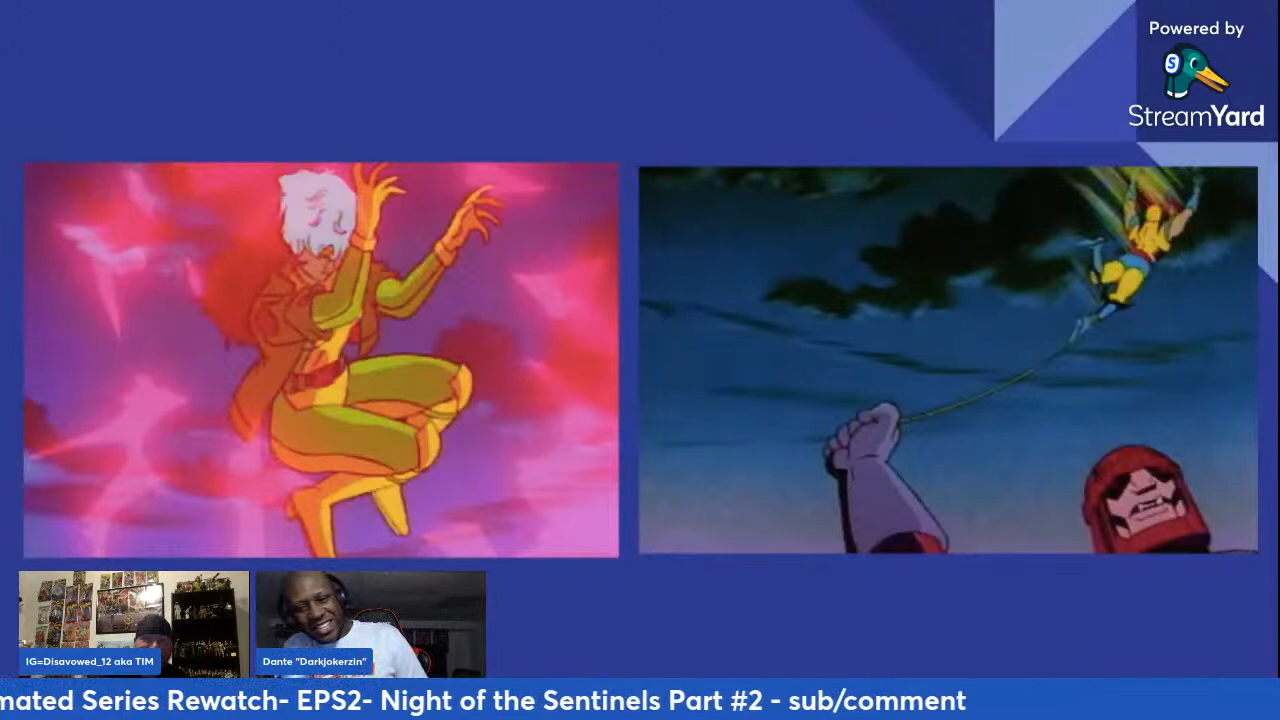 Powered by
StreamYard
IG=Disavowed_12 aka TIM
Dante "Darkjokerzin"
mated Series Rewatch- EPS2- Night of the Sentinels Part #2 - sub/comment